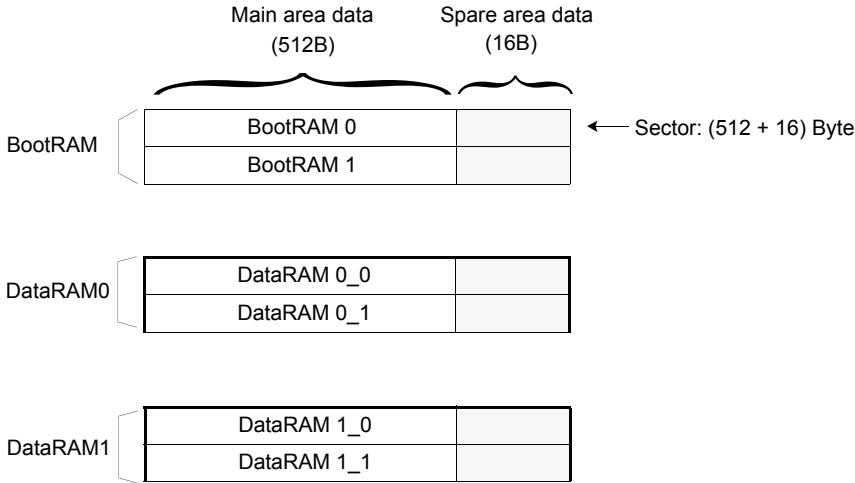 Main area data
(512B)
Spare area data
(16B)
BootRAM
BootRAM 0
BootRAM 1
Sector: (512 + 16) Byte
DataRAM0
DataRAM 0_0
DataRAM 0_1
DataRAM1
DataRAM 1_0
DataRAM 1_1